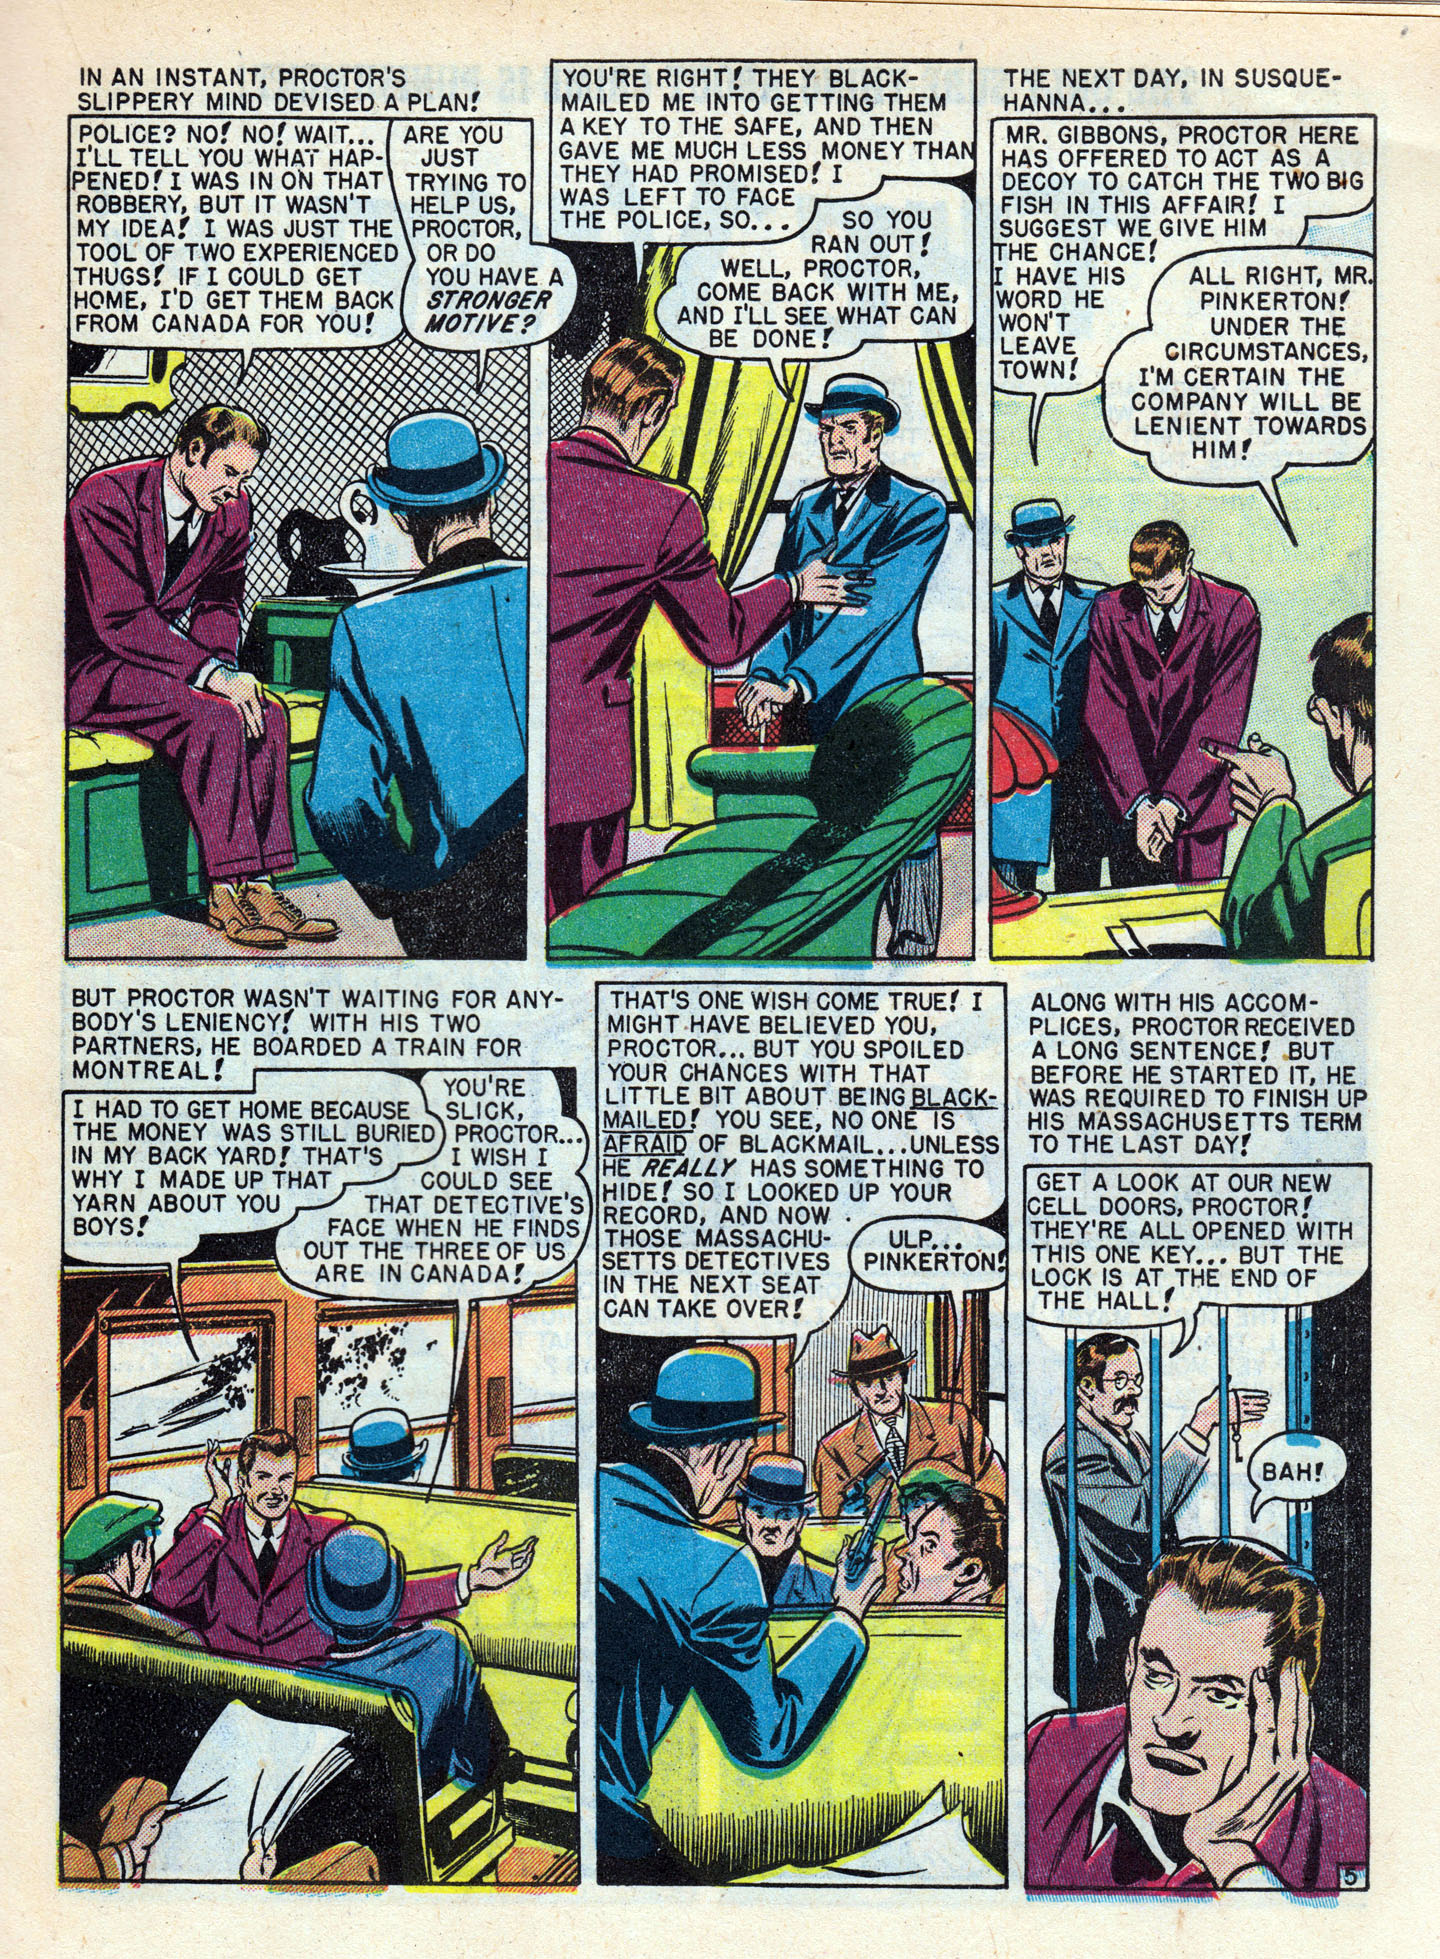 IN AN INSTANT, PROCTOR'S
SLIPPERY MIND DEVISED A PLAN!
POLICE? NO! NO! WAIT...
I'LL TELL YOU WHAT HAP-
PENED! I WAS IN ON THAT
ROBBERY, BUT IT WASN'T
MY IDEA! I WAS JUST THE
TOOL OF TWO EXPERIENCED
THUGS! IF I COULD GET
HOME, I'D GET THEM BACK
FROM CANADA FOR YOU!
ARE YOU
JUST
TRYING TO
HELP US,
PROCTOR,
OR DO
YOU HAVE A
STRONGER
MOTIVE?
YOU'RE RIGHT! THEY BLACK-
MAILED ME INTO GETTING THEM
A KEY TO THE SAFE, AND THEN
GAVE ME MUCH LESS MONEY THAN
THEY HAD PROMISED! I
WAS LEFT TO FACE
THE POLICE, SO...
SO YOU
RAN OUT!
WELL, PROCTOR,
COME BACK WITH ME,
AND I'LL SEE WHAT CAN
BE DONE!
THE NEXT DAY, IN SUSQUE-
HANNA...
MR. GIBBONS, PROCTOR HERE
HAS OFFERED TO ACT AS A
DECOY TO CATCH THE TWO BIG
FISH IN THIS AFFAIR! I
SUGGEST WE GIVE HIM
THE CHANCE!
I HAVE HIS
WORD HE
WON'T
LEAVE
TOWN!
ALL RIGHT, MR.
PINKERTON!
UNDER THE
CIRCUMSTANCES,
I'M CERTAIN THE
COMPANY WILL BE
LENIENT TOWARDS
HIM!
BUT PROCTOR WASN'T WAITING FOR ANY-
BODY'S LENIENCY! WITH HIS TWO
PARTNERS, HE BOARDED A TRAIN FOR
MONTREAL!
I HAD TO GET HOME BECAUSE
THE MONEY WAS STILL BURIED
IN MY BACK YARD! THAT'S
WHY I MADE UP THAT
YARN ABOUT YOU
BOYS!
YOU'RE
SLICK,
PROCTOR...
I WISH I
COULD SEE
THAT DETECTIVE'S
FACE WHEN HE FINDS
OUT THE THREE OF US
ARE IN CANADA!
THAT'S ONE WISH COME TRUE! I
MIGHT HAVE BELIEVED YOU,
PROCTOR... BUT YOU SPOILED
YOUR CHANCES WITH THAT
LITTLE BIT ABOUT BEING BLACK-
MAILED! YOU SEE, NO ONE IS
AFRAID OF BLACKMAIL...UNLESS
HE REALLY HAS SOMETHING TO
HIDE! SO I LOOKED UP YOUR
RECORD, AND NOW
THOSE MASSACHU-
SETTS DETECTIVES
IN THE NEXT SEAT
CAN TAKE OVER!
ULP...
PINKERTON!
ALONG WITH HIS ACCOM-
PLICES, PROCTOR RECEIVED
A LONG SENTENCE! BUT
BEFORE HE STARTED IT, HE
WAS REQUIRED TO FINISH UP
HIS MASSACHUSETTS TERM
TO THE LAST DAY!
GET A LOOK AT OUR NEW
CELL DOORS, PROCTOR!
THEY'RE ALL OPENED WITH
THIS ONE KEY... BUT THE
LOCK IS AT THE END OF
THE HALL!
BAH!
5